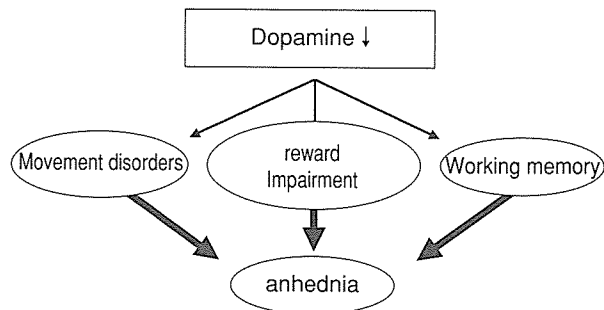 Dopamine ↓
Movement disorders
reward
Impairment
Working memory
anhednia